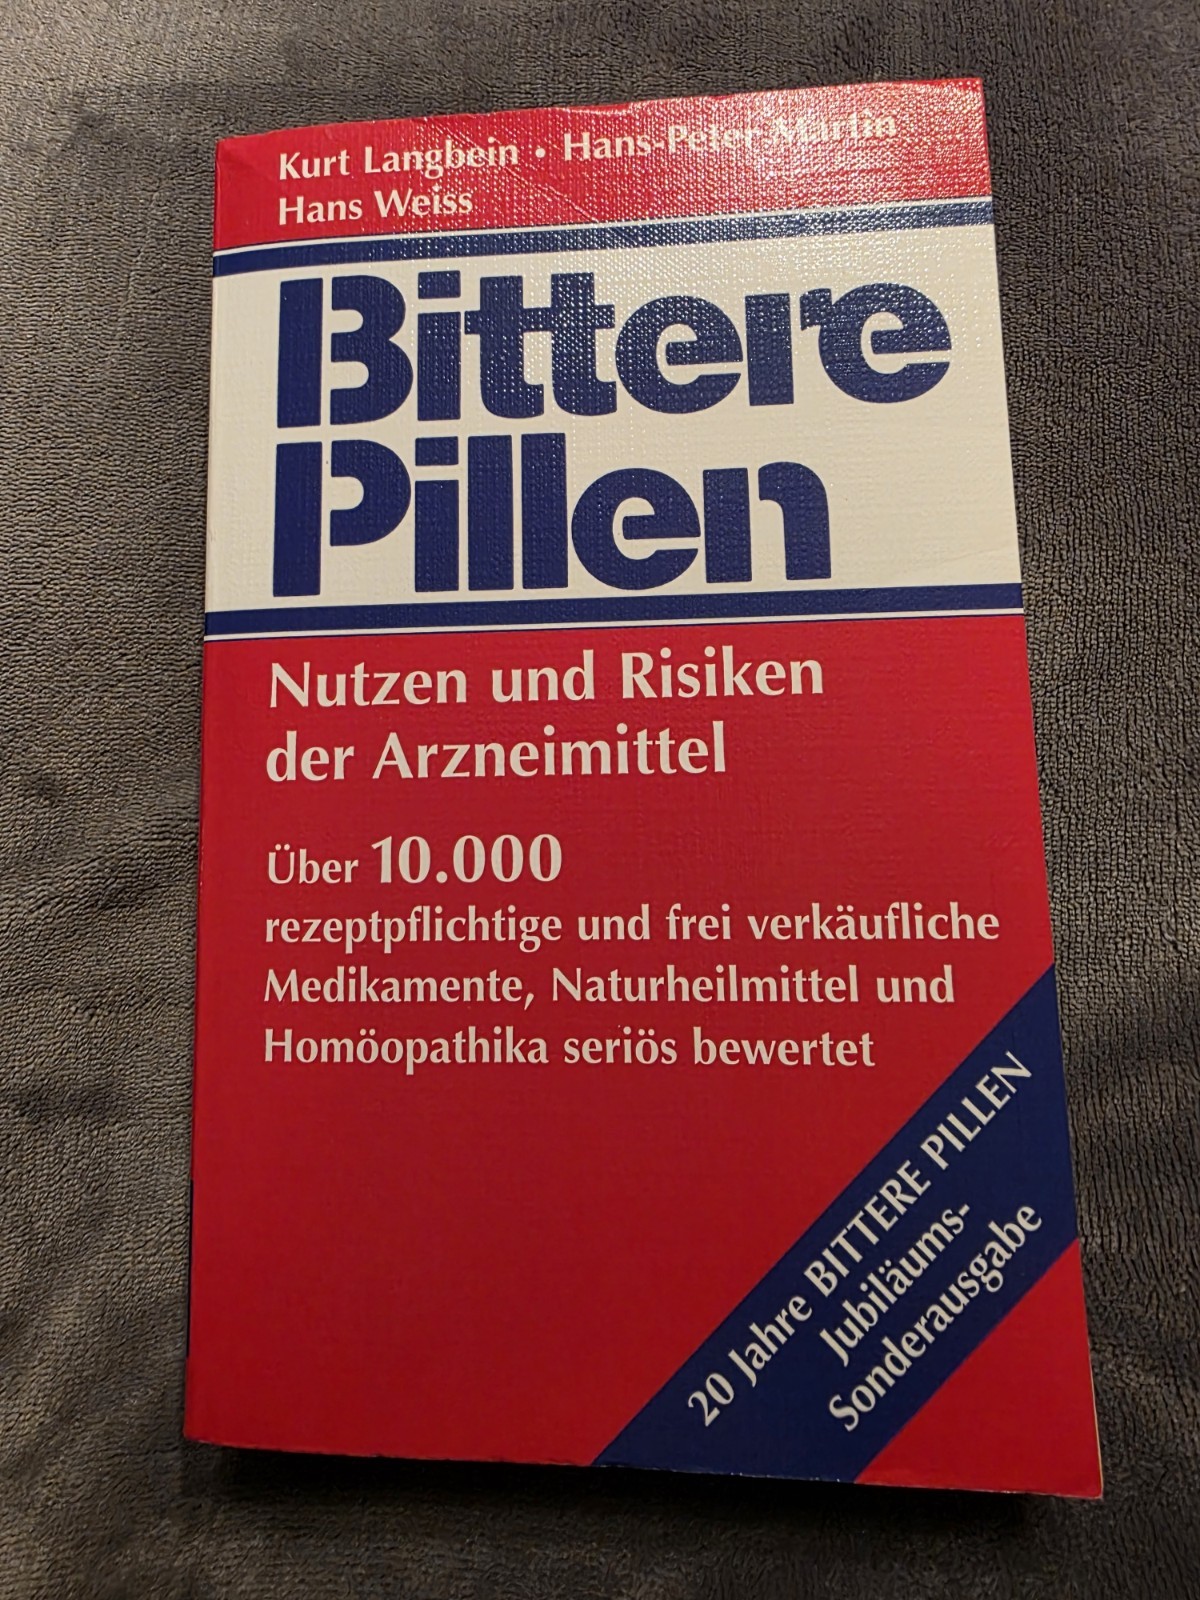 Kurt Langbein • Hans-Peter Martin
Hans Weiss
Bittere
Pillen
Nutzen und Risiken
der Arzneimittel
Über 10.000
rezeptpflichtige und frei verkäufliche
Medikamente, Naturheilmittel und
Homöopathika seriös bewertet
20 Jahre BITTERE PILLEN
Jubiläums-
Sonderausgabe